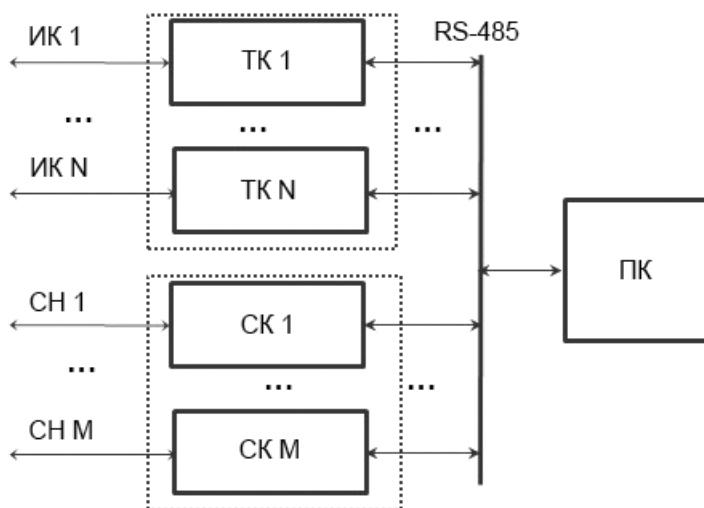 ИК 1
ТК 1
RS-485
...
...
...
ИК N
ТК N
ПК
СН 1
СК 1
...
...
...
СН М
СК М